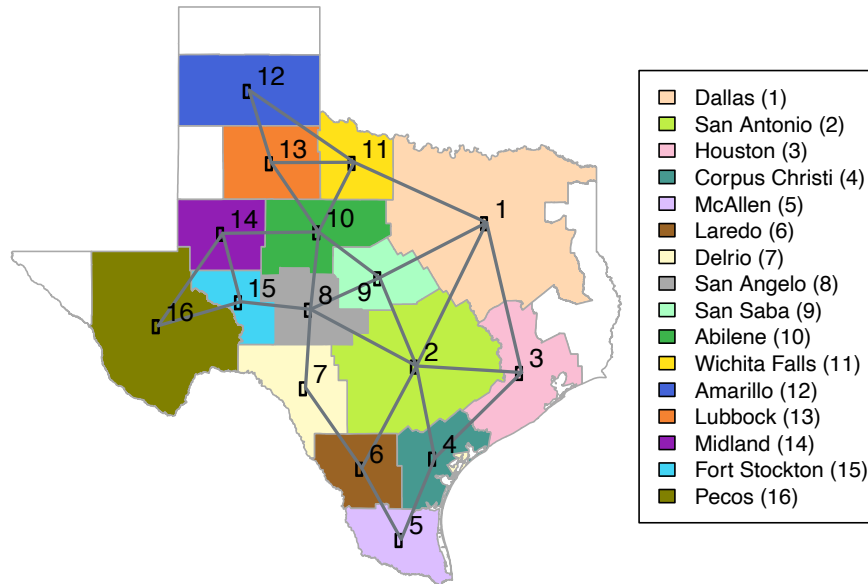 12
13
11
1
14
10
15
16
8
9
2
3
7
6
4
5
Dallas (1)
San Antonio (2)
Houston (3)
Corpus Christi (4)
McAllen (5)
Laredo (6)
Delrio (7)
San Angelo (8)
San Saba (9)
Abilene (10)
Wichita Falls (11)
Amarillo (12)
Lubbock (13)
Midland (14)
Fort Stockton (15)
Pecos (16)